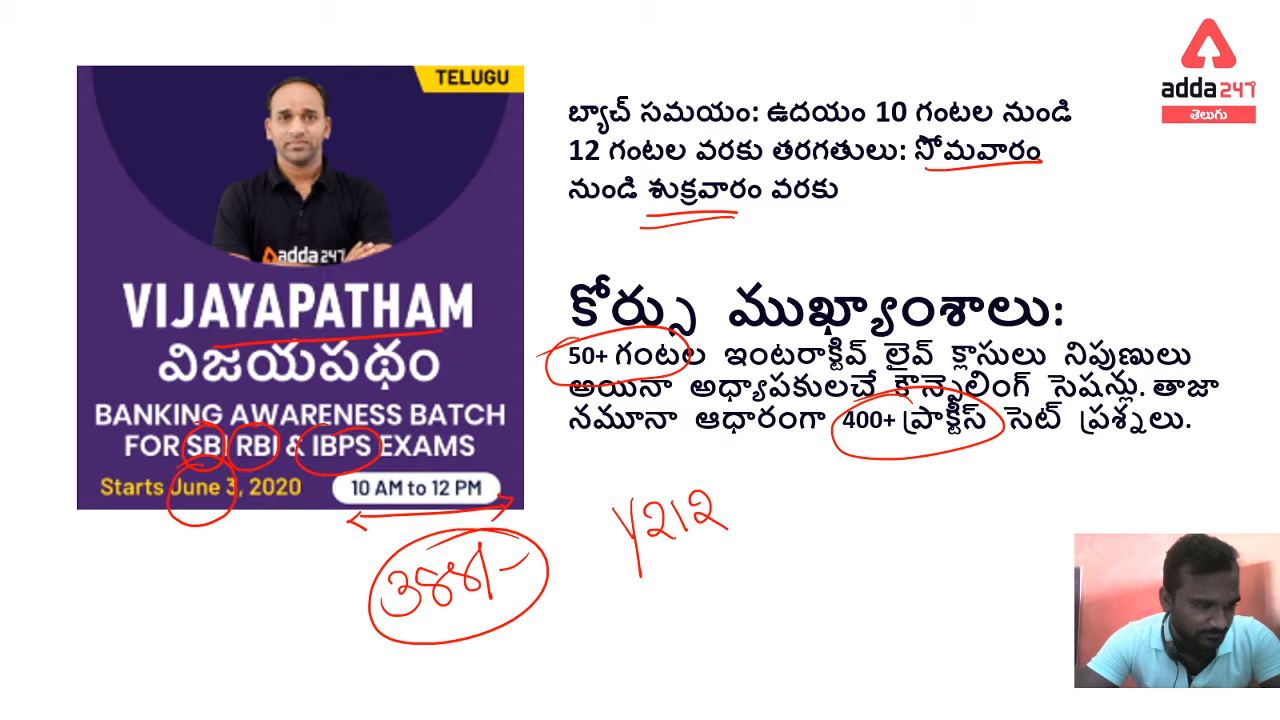 TELUGU
adda247
VIJAYAPATHAM
విజయపథం
BANKING AWARENESS BATCH
FOR SBI RBI & IBPS EXAMS
Starts June 3, 2020
10 AM to 12 PM
388/-
adda247
తెలుగు
బ్యాచ్ సమయం: ఉదయం 10 గంటల నుండి
12 గంటల వరకు తరగతులు: సోమవారం
నుండి శుక్రవారం వరకు
కోర్సు ముఖ్యాంశాలు:
50+ గంటల ఇంటరాక్టివ్ లైవ్ క్లాసులు నిపుణులు
అయినా అధ్యాపకులచే కౌన్సెలింగ్ సెషన్లు. తాజా
నమూనా ఆధారంగా 400+ ప్రాక్టీస్ సెట్ ప్రశ్నలు.
Y212